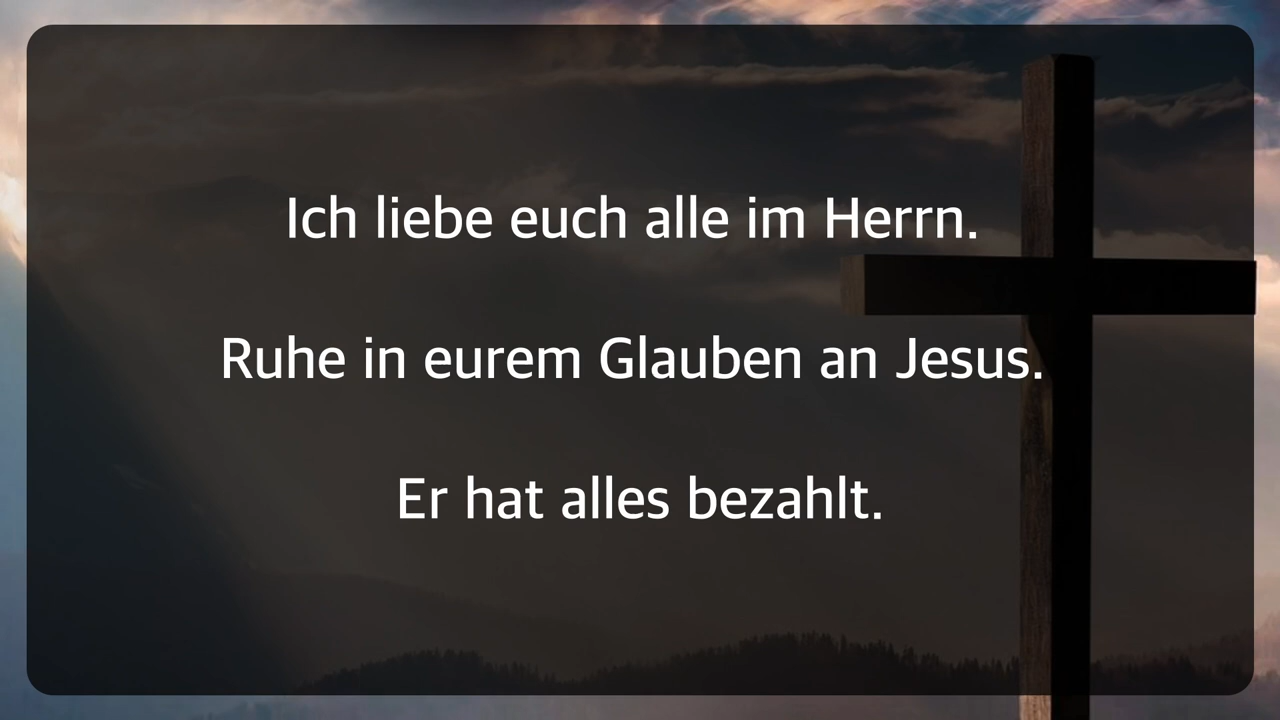 Ich liebe euch alle im Herrn.
Ruhe in eurem Glauben an Jesus.
Er hat alles bezahlt.